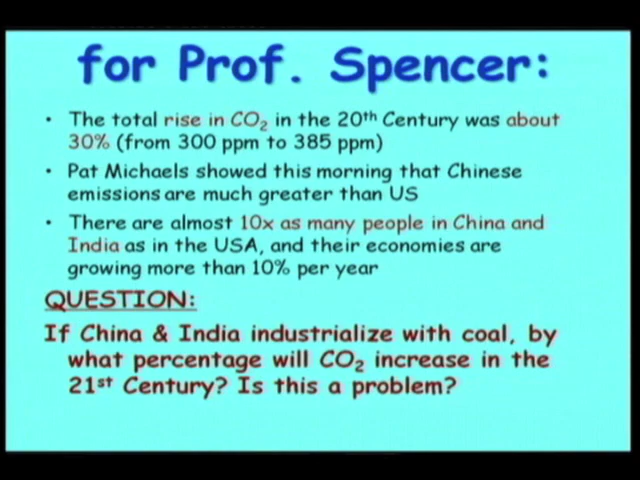 for Prof. Spencer:
• The total rise in CO₂ in the 20ᵗʰ Century was about
30% (from 300 ppm to 385 ppm)
• Pat Michaels showed this morning that Chinese
emissions are much greater than US
• There are almost 10x as many people in China and
India as in the USA, and their economies are
growing more than 10% per year
QUESTION:
If China & India industrialize with coal, by
what percentage will CO₂ increase in the
21ˢᵗ Century? Is this a problem?